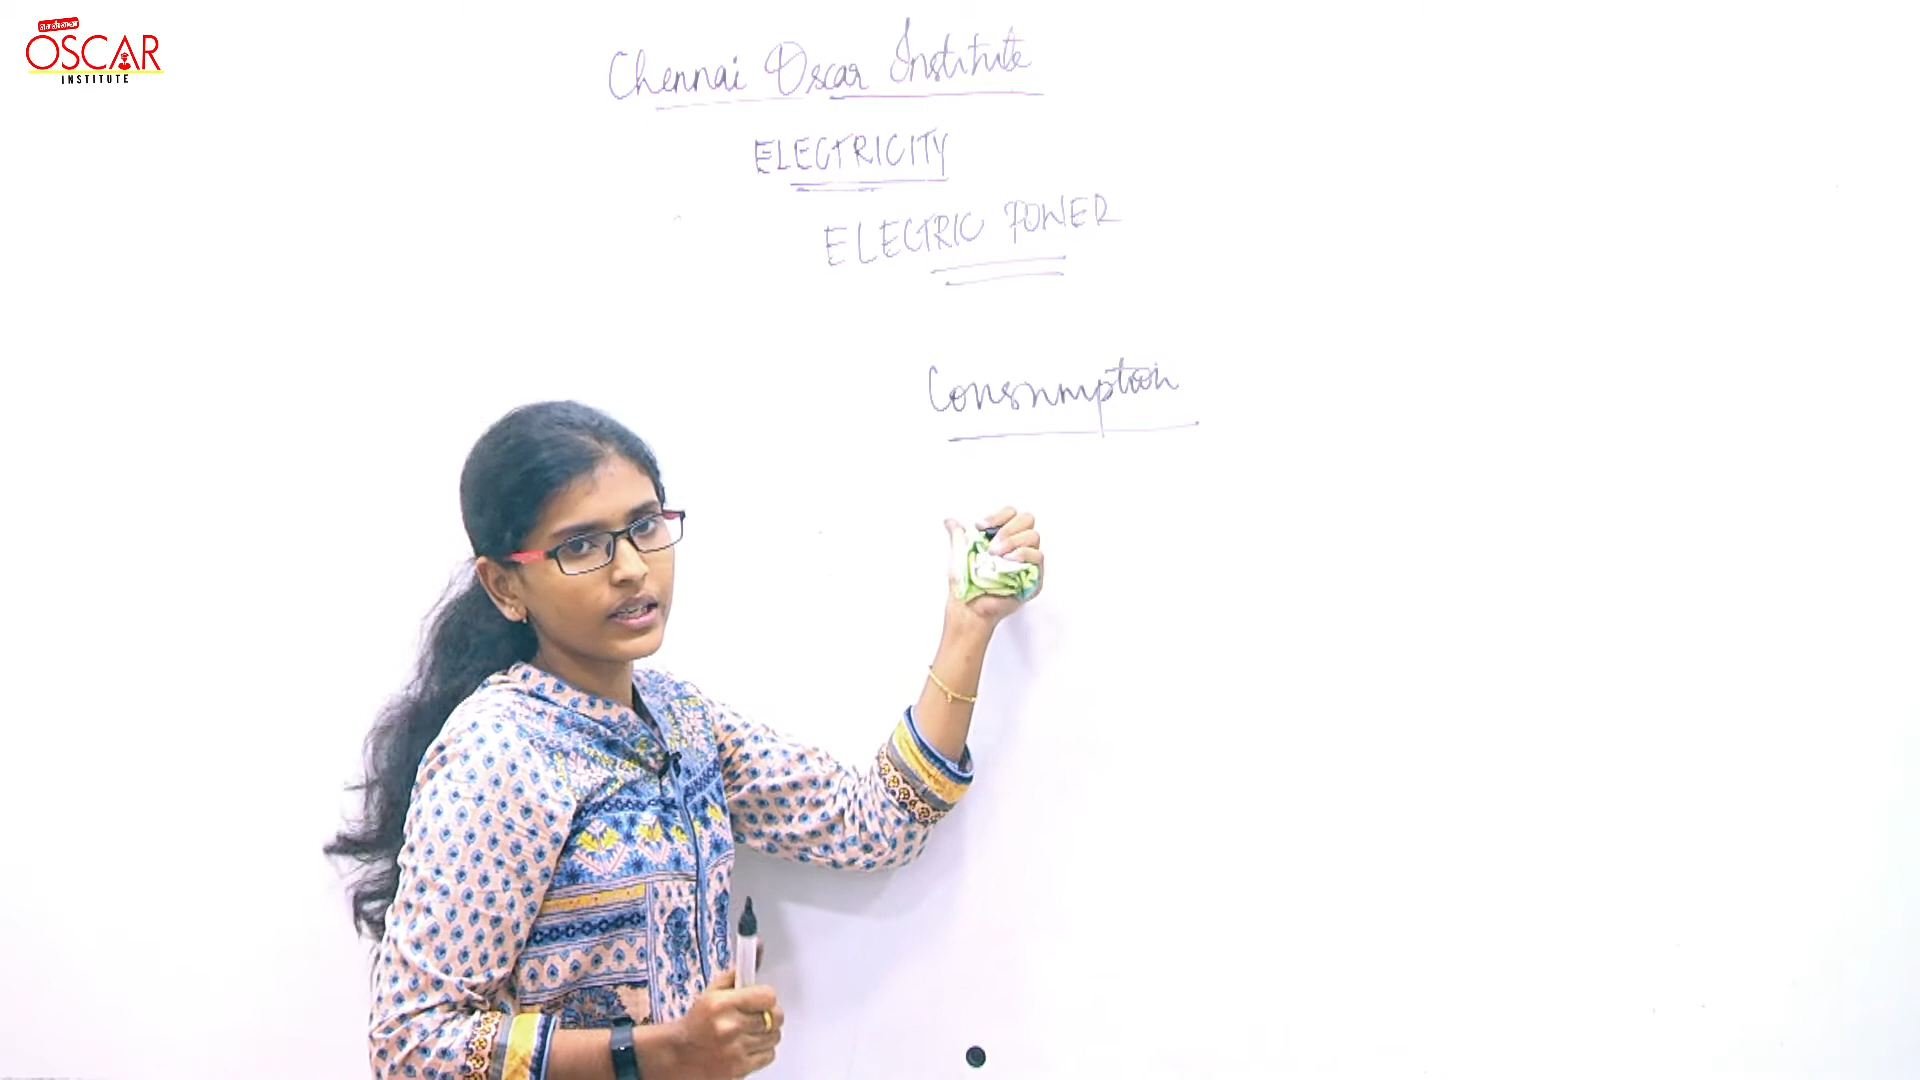 OSCAR
INSTITUTE
Chennai Oscar Institute
ELECTRICITY
ELECTRIC POWER
Consumption